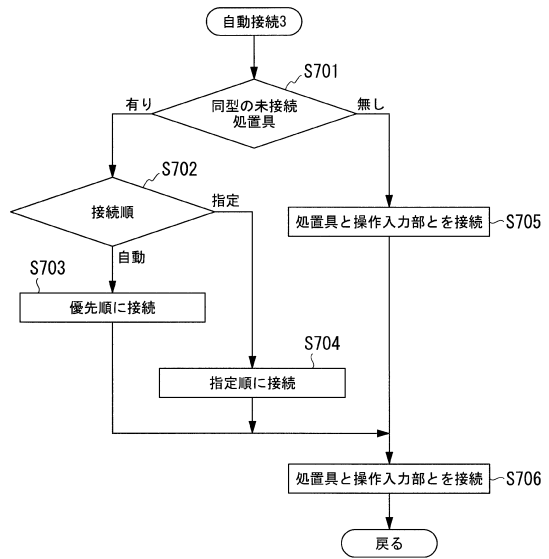 自動接続3
S701
同型の未接続
処置具
有り
無し
S702
接続順
指定
自動
処置具と操作入力部とを接続
S705
S703
優先順に接続
S704
指定順に接続
処置具と操作入力部とを接続
S706
戻る